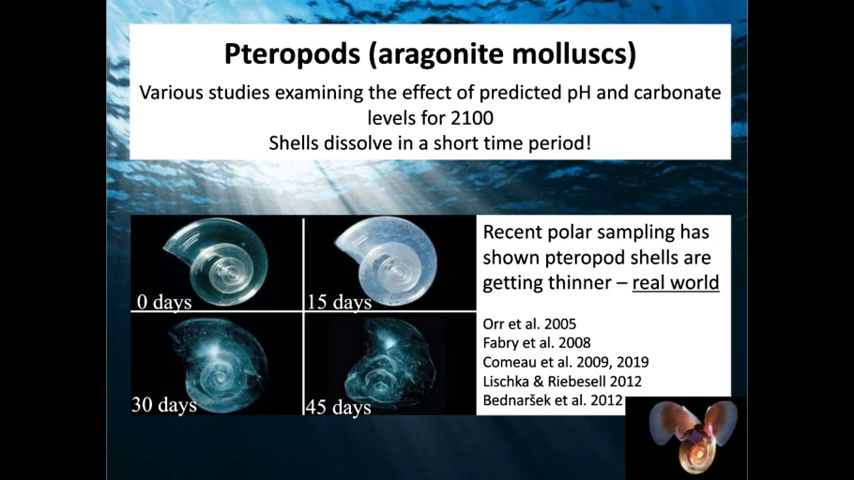 Pteropods (aragonite molluscs)
Various studies examining the effect of predicted pH and carbonate
levels for 2100
Shells dissolve in a short time period!
0 days
15 days
30 days
45 days
Recent polar sampling has
shown pteropod shells are
getting thinner – real world
Orr et al. 2005
Fabry et al. 2008
Comeau et al. 2009, 2019
Lischka & Riebesell 2012
Bednaršek et al. 2012